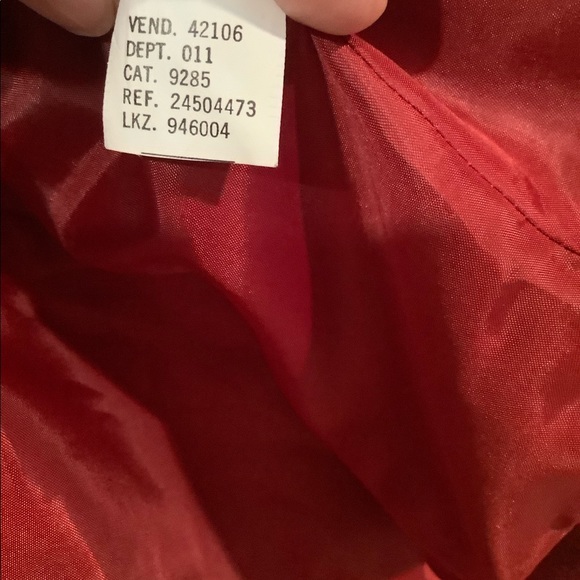 VEND. 42106
DEPT. 011
CAT. 9285
REF. 24504473
LKZ. 946004